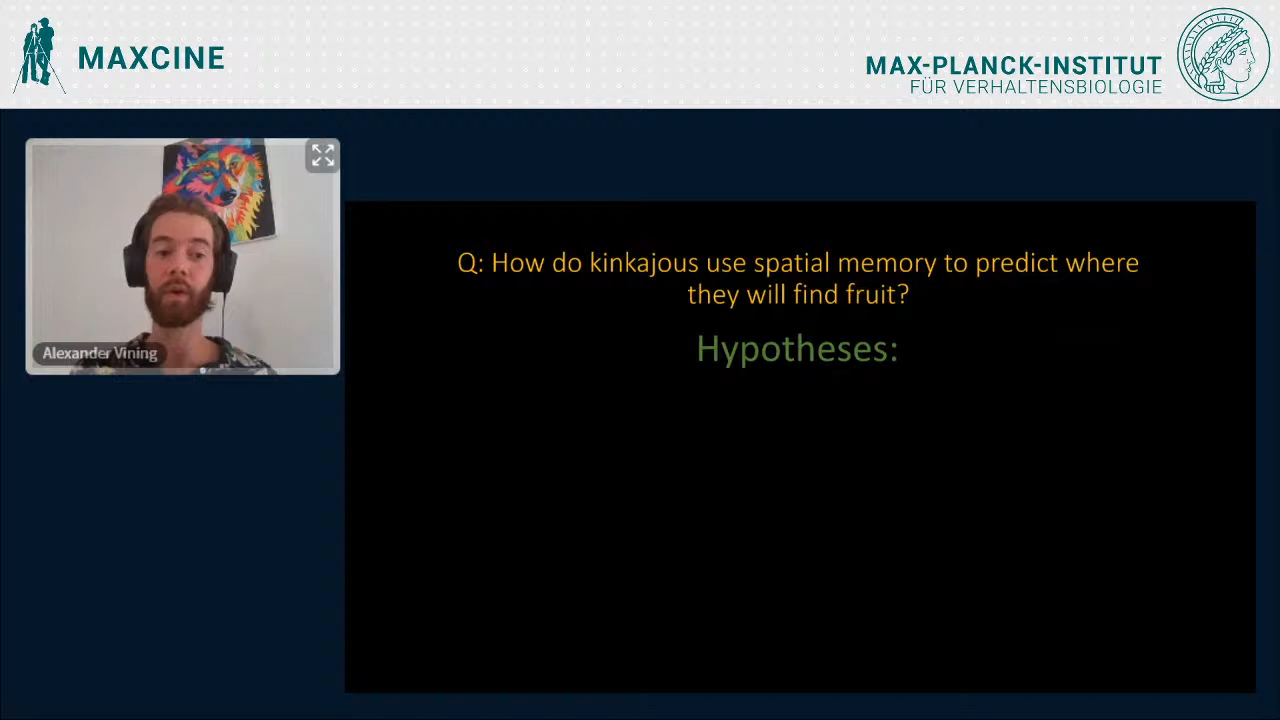 MAXCINE
MAX-PLANCK-INSTITUT
FÜR VERHALTENSBIOLOGIE
Alexander Vining
Q: How do kinkajous use spatial memory to predict where
they will find fruit?
Hypotheses: